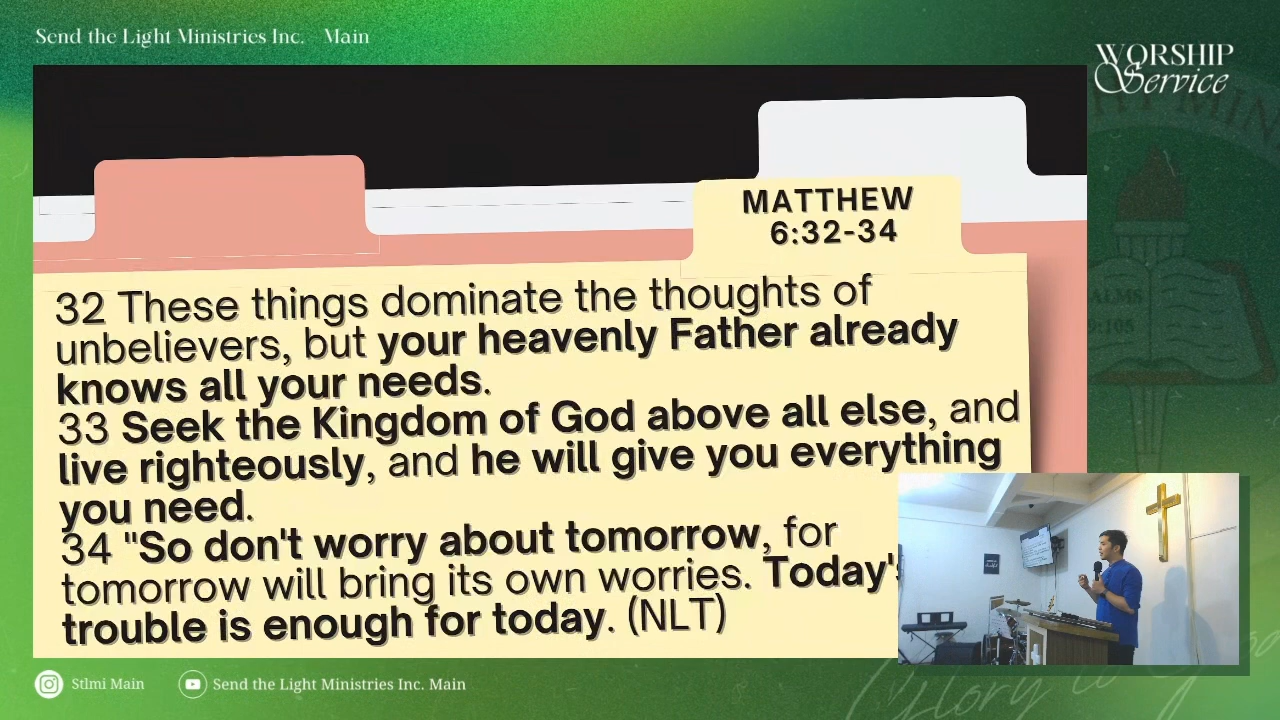 Send the Light Ministries Inc. Main
WORSHIP
Service
MATTHEW
6:32-34
32 These things dominate the thoughts of
unbelievers, but your heavenly Father already
knows all your needs.
33 Seek the Kingdom of God above all else, and
live righteously, and he will give you everything
you need.
34 "So don't worry about tomorrow, for
tomorrow will bring its own worries. Today's
trouble is enough for today. (NLT)
Stlmi Main
Send the Light Ministries Inc. Main
Glory to